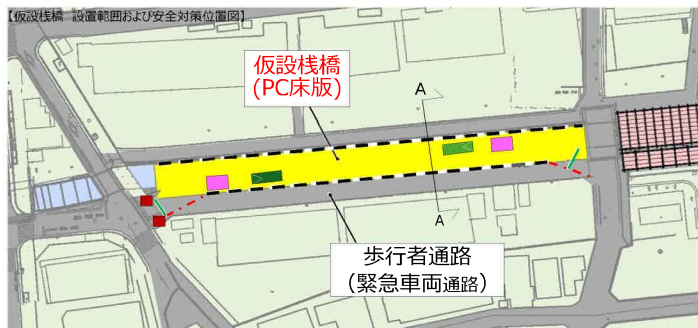 【仮設桟橋 設置範囲および安全対策位置図】
仮設桟橋
(PC床版)
A
A
歩行者通路
（緊急車両通路）